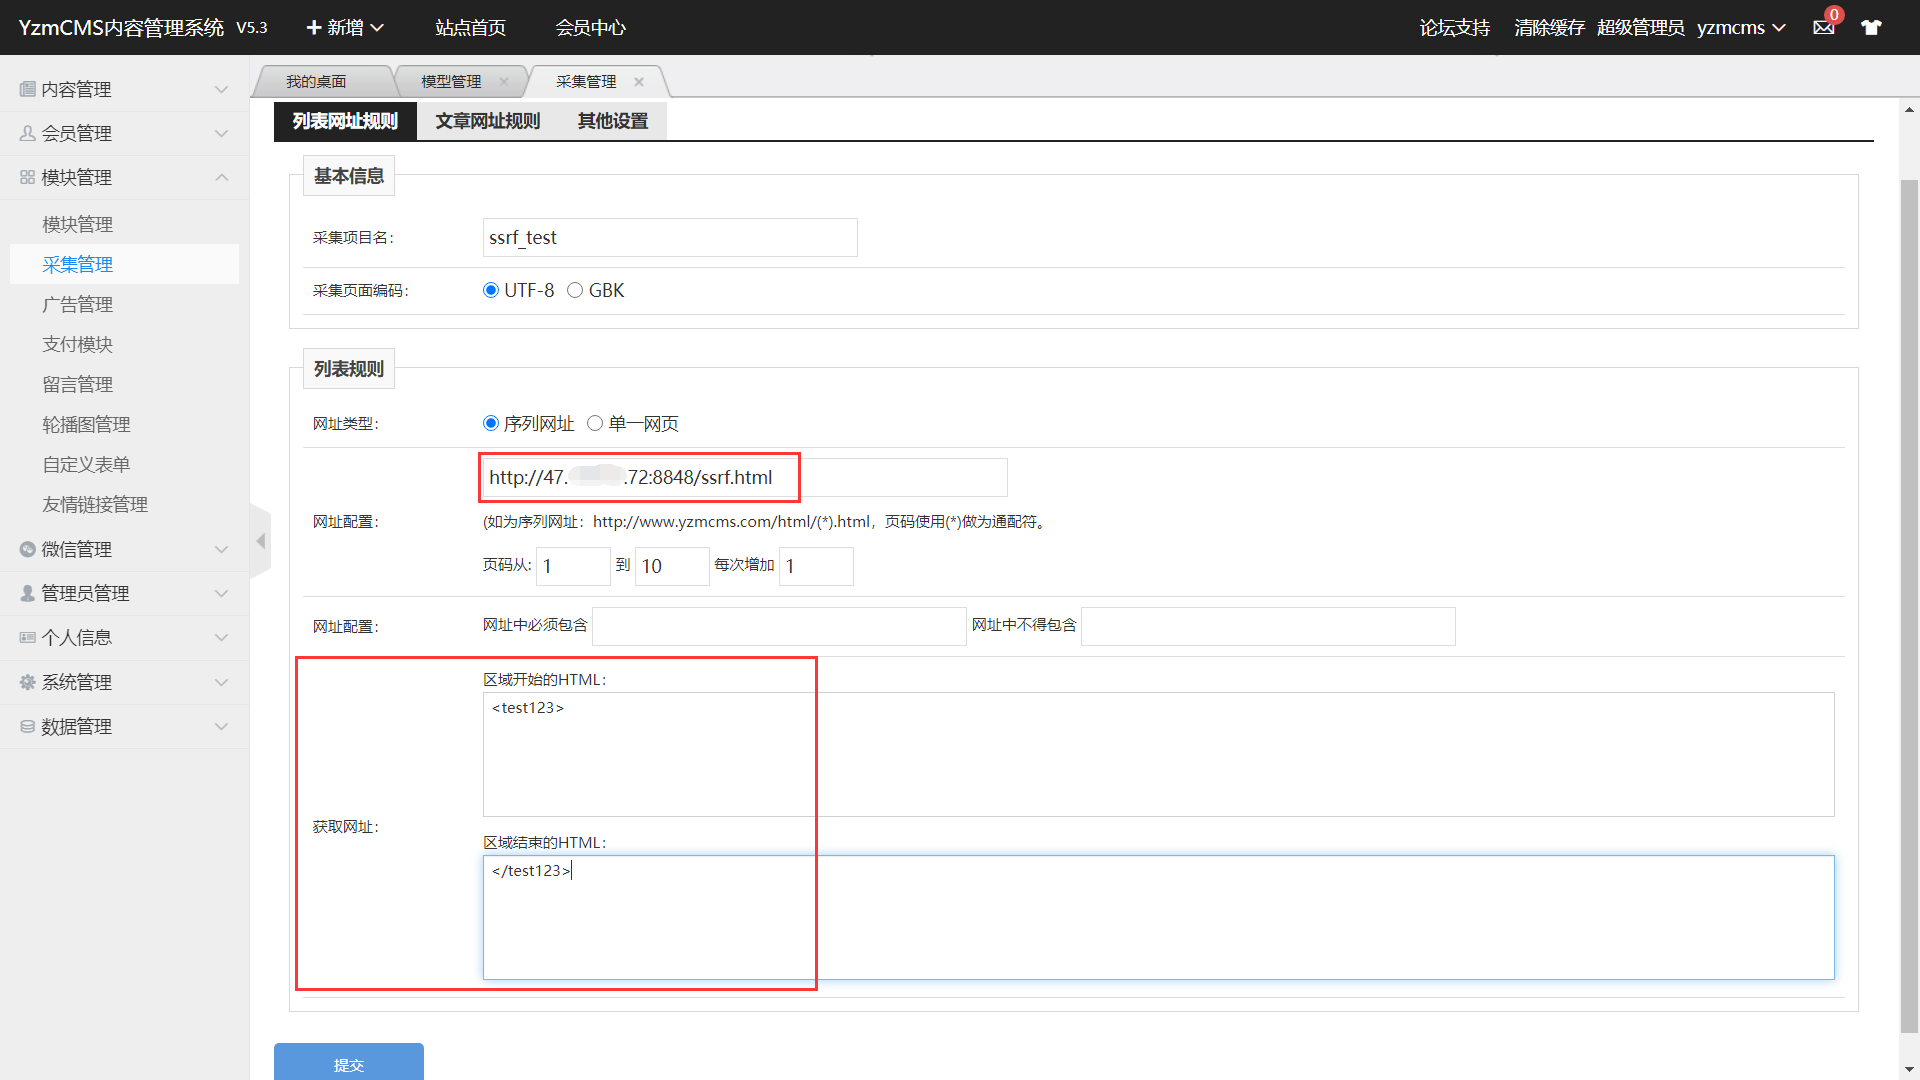 YzmCMS内容管理系统 V5.3
新增
站点首页
会员中心
论坛支持
清除缓存
超级管理员
yzmcms
0
内容管理
会员管理
模块管理
模块管理
采集管理
广告管理
支付模块
留言管理
轮播图管理
自定义表单
友情链接管理
微信管理
管理员管理
个人信息
系统管理
数据管理
我的桌面
模型管理
采集管理
列表网址规则
文章网址规则
其他设置
基本信息
采集项目名：
ssrf_test
采集页面编码：
UTF-8 GBK
列表规则
网址类型：
序列网址 单一网页
http://47. .72:8848/ssrf.html
网址配置：
(如为序列网址：http://www.yzmcms.com/html/(*).html，页码使用(*)做为通配符。
页码从: 1 到 10 每次增加 1
网址配置：
网址中必须包含 网址中不得包含
获取网址：
区域开始的HTML：
<test123>
区域结束的HTML：
</test123>
提交